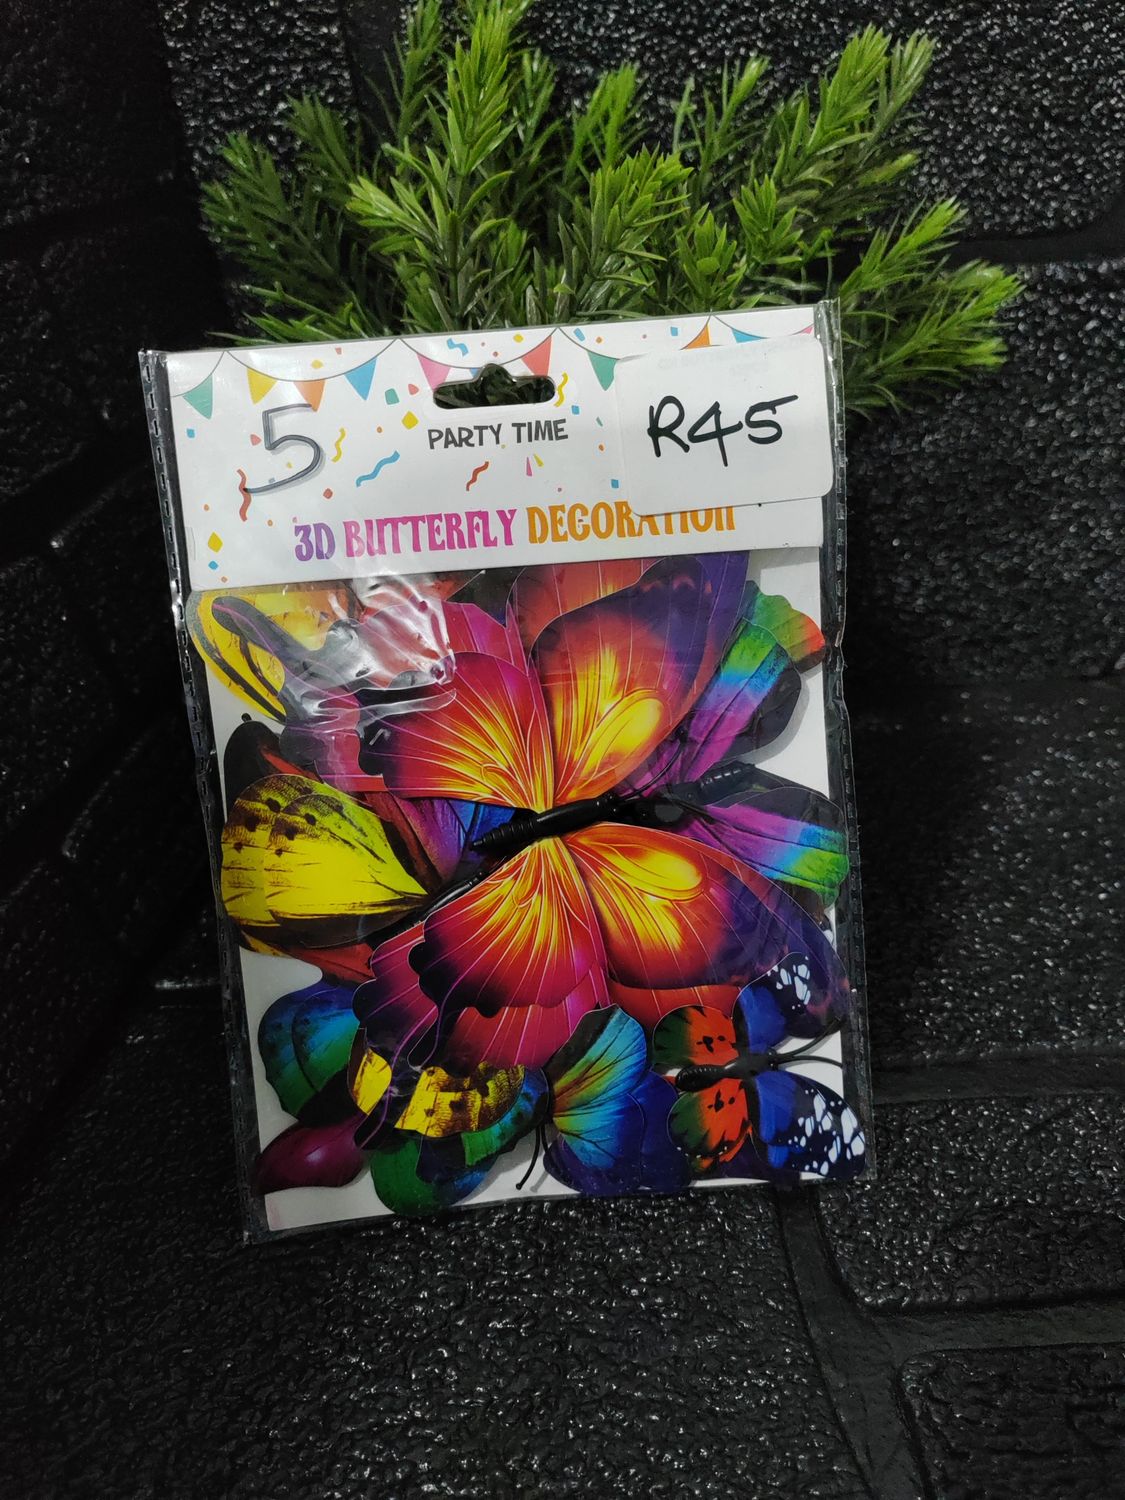 5
PARTY TIME
R45
3D BUTTERFLY DECORATION